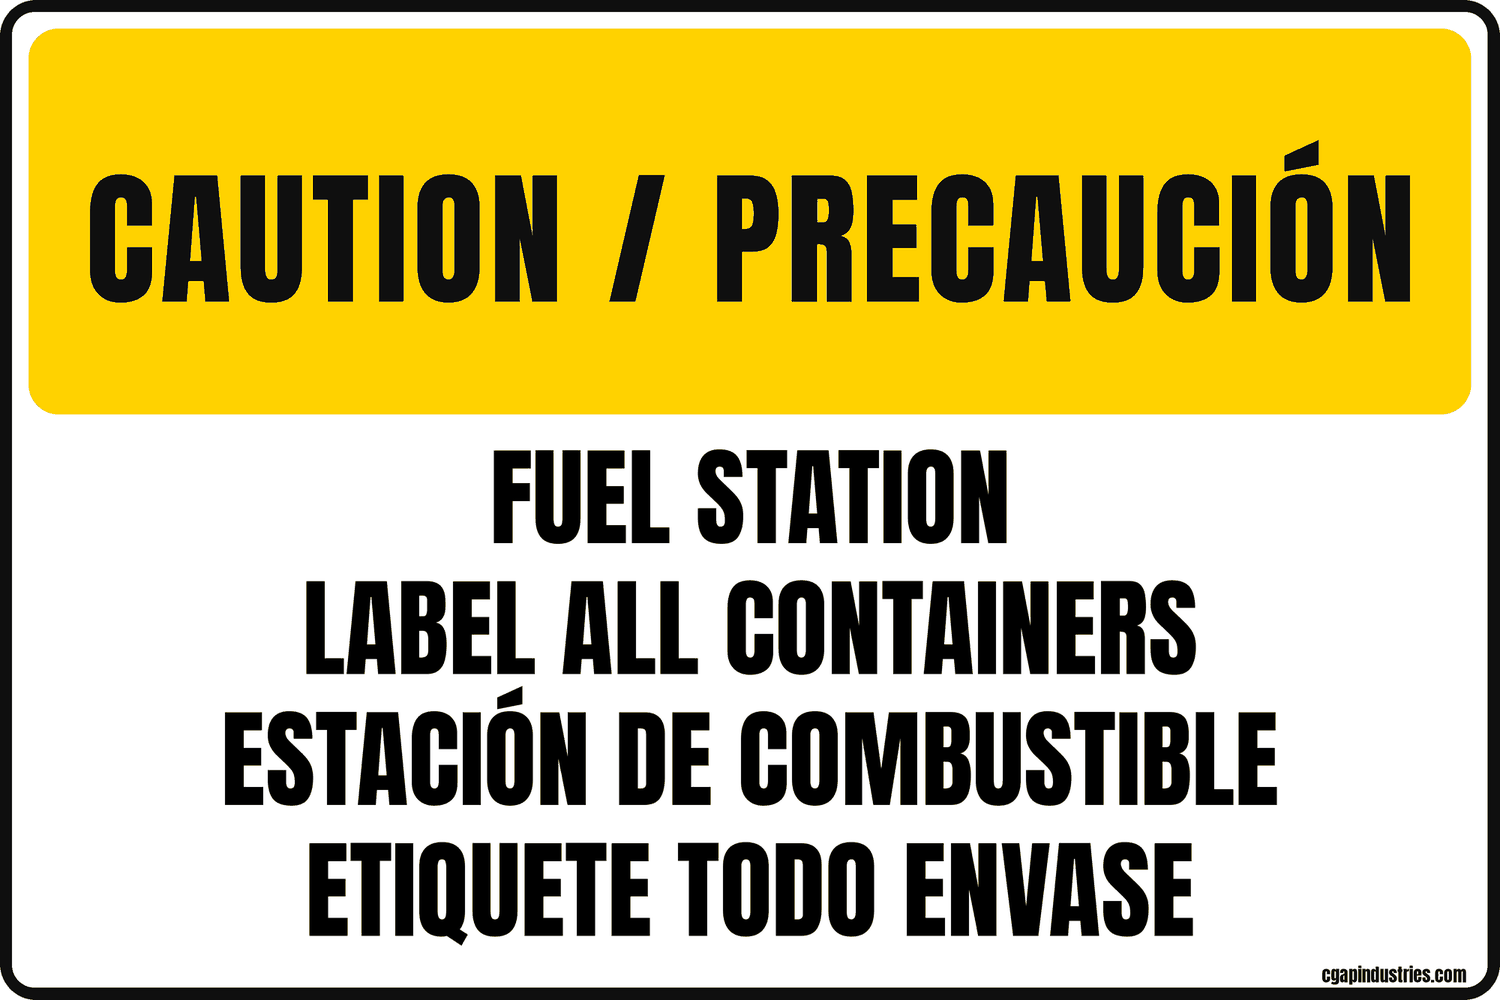 CAUTION / PRECAUCIÓN
FUEL STATION
LABEL ALL CONTAINERS
ESTACIÓN DE COMBUSTIBLE
ETIQUETE TODO ENVASE
cgapindustries.com